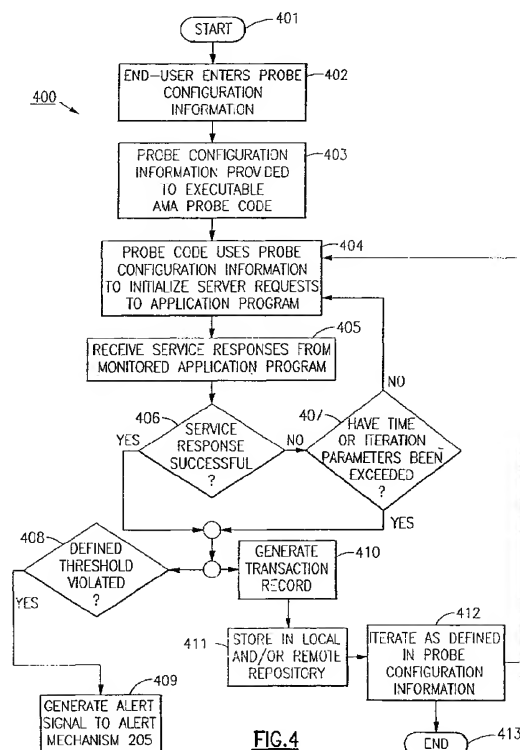 401
START
402
END-USER ENTERS PROBE
CONFIGURATION
INFORMATION
400
403
PROBE CONFIGURATION
INFORMATION PROVIDED
TO EXECUTABLE
AMA PROBE CODE
404
PROBE CODE USES PROBE
CONFIGURATION INFORMATION
TO INITIALIZE SERVER REQUESTS
TO APPLICATION PROGRAM
405
RECEIVE SERVICE RESPONSES FROM
MONITORED APPLICATION PROGRAM
NO
406
YES
SERVICE
RESPONSE
SUCCESSFUL
?
NO
407
HAVE TIME
OR ITERATION
PARAMETERS BEEN
EXCEEDED
?
YES
408
DEFINED
THRESHOLD
VIOLATED
?
YES
GENERATE
TRANSACTION
RECORD
410
411
STORE IN LOCAL
AND/OR REMOTE
REPOSITORY
412
ITERATE AS DEFINED
IN PROBE
CONFIGURATION
INFORMATION
409
GENERATE ALERT
SIGNAL TO ALERT
MECHANISM 205
FIG.4
END
413